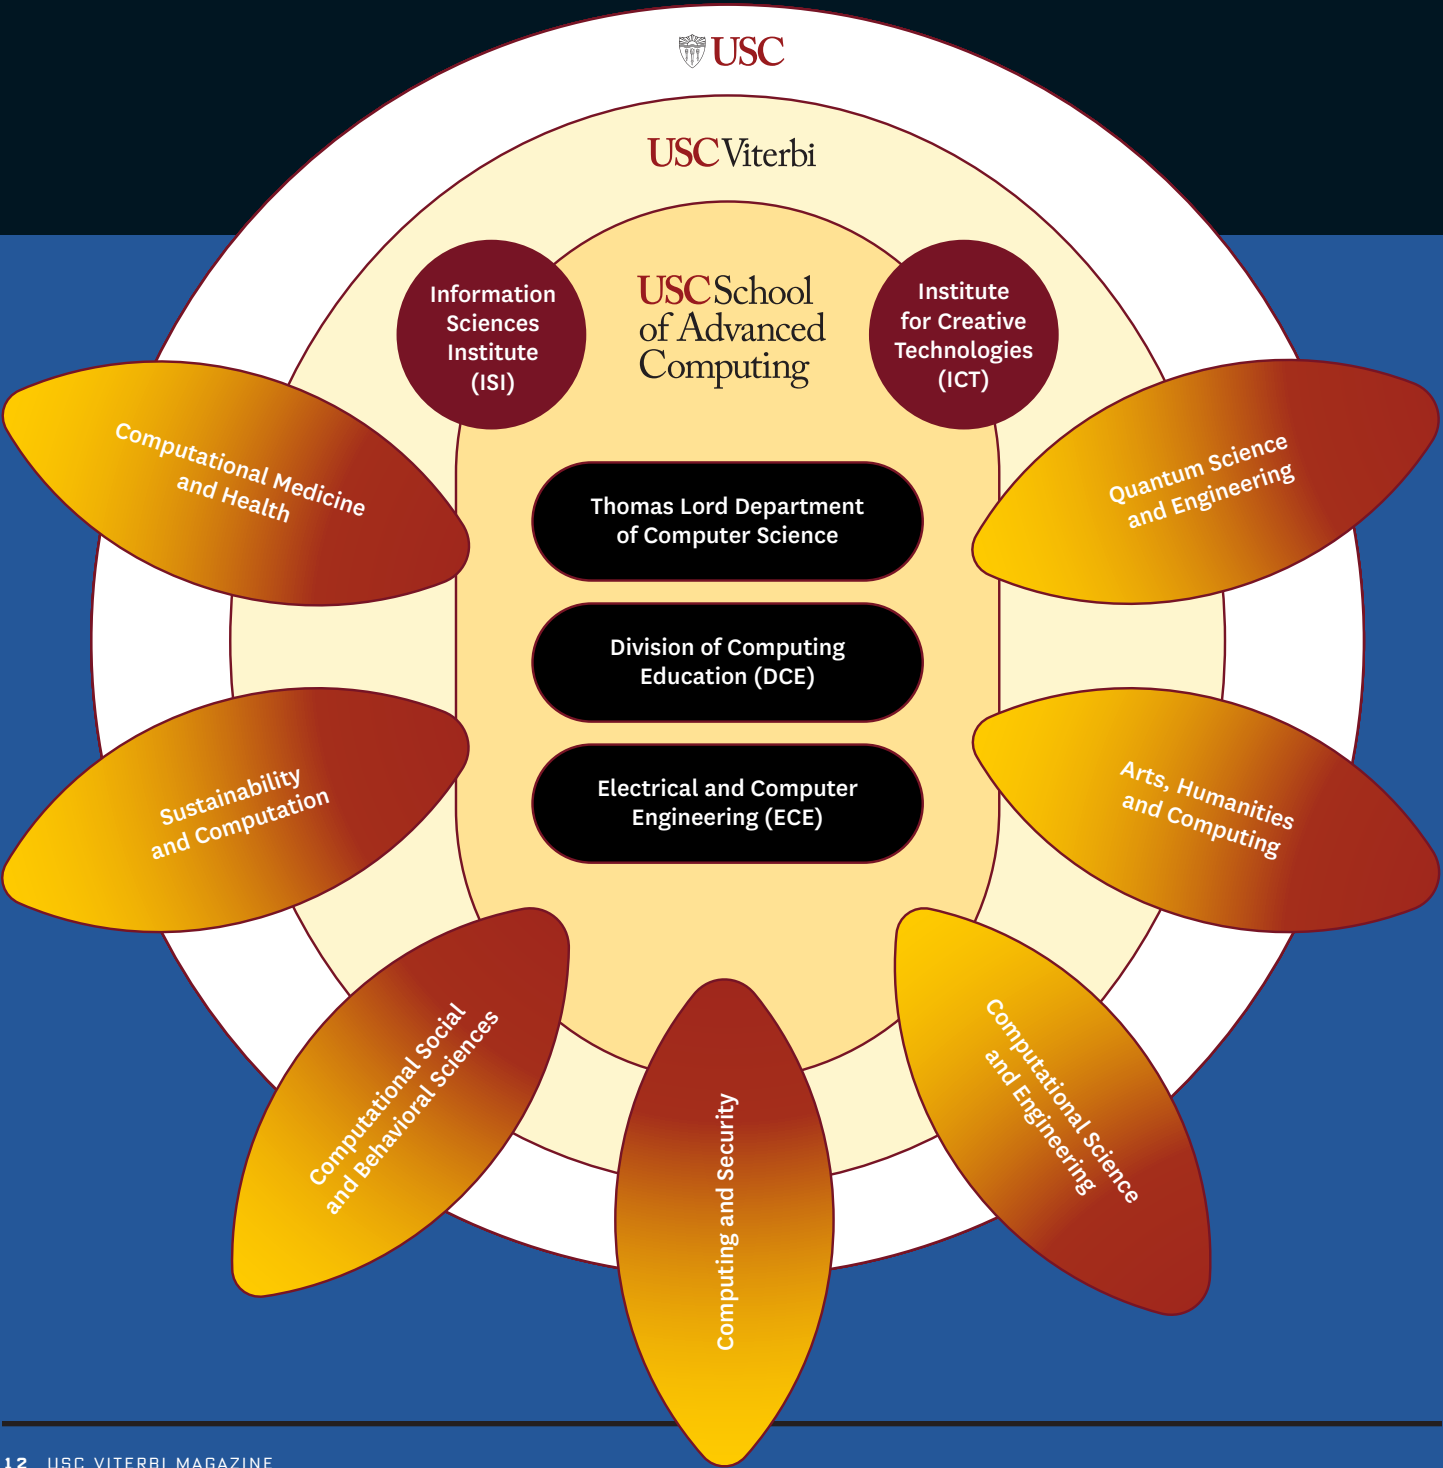 USC
USC Viterbi
USC School
of Advanced
Computing
Information
Sciences
Institute
(ISI)
Institute
for Creative
Technologies
(ICT)
Thomas Lord Department
of Computer Science
Division of Computing
Education (DCE)
Electrical and Computer
Engineering (ECE)
Computational Medicine
and Health
Quantum Science
and Engineering
Sustainability
and Computation
Arts, Humanities
and Computing
Computational Social
and Behavioral Sciences
Computing and Security
Computational Science
and Engineering
12 USC VITERBI MAGAZINE